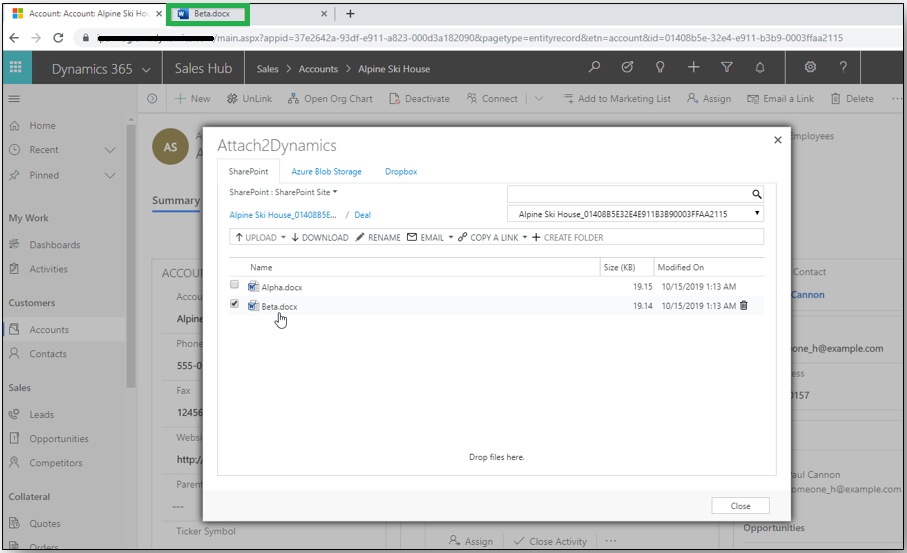 Account: Account: Alpine Ski House
Beta.docx
/main.aspx?appid=37e2642a-93df-e911-a823-000d3a182090&pagetype=entityrecord&etn=account&id=01408b5e-32e4-e911-b3b9-0003ffaa2115
Dynamics 365 Sales Hub Sales > Accounts > Alpine Ski House
+ New UnLink Open Org Chart Deactivate Connect Add to Marketing List Assign Email a Link Delete ...
Home
Recent
Pinned
My Work
Dashboards
Activities
Customers
Accounts
Contacts
Sales
Leads
Opportunities
Competitors
Collateral
Quotes
Orders
AS
Summary
ACCOU
Accou
Alpine
Phone
555-0
Fax
12456
Websi
http:/
Parent
---
Ticker Symbol
Attach2Dynamics
SharePoint Azure Blob Storage Dropbox
SharePoint : SharePoint Site
Alpine Ski House_01408B5E... / Deal
Alpine Ski House_01408B5E32E4E911B3B90003FFAA2115
UPLOAD DOWNLOAD RENAME EMAIL COPY A LINK + CREATE FOLDER
Name Size (KB) Modified On
Alpha.docx 19.15 10/15/2019 1:13 AM
Beta.docx 19.14 10/15/2019 1:13 AM
Drop files here.
Close
Employees
Contact
Cannon
meone_h@example.com
ess
0157
Paul Cannon
omeone_h@example.com
Opportunities
Assign Close Activity ...